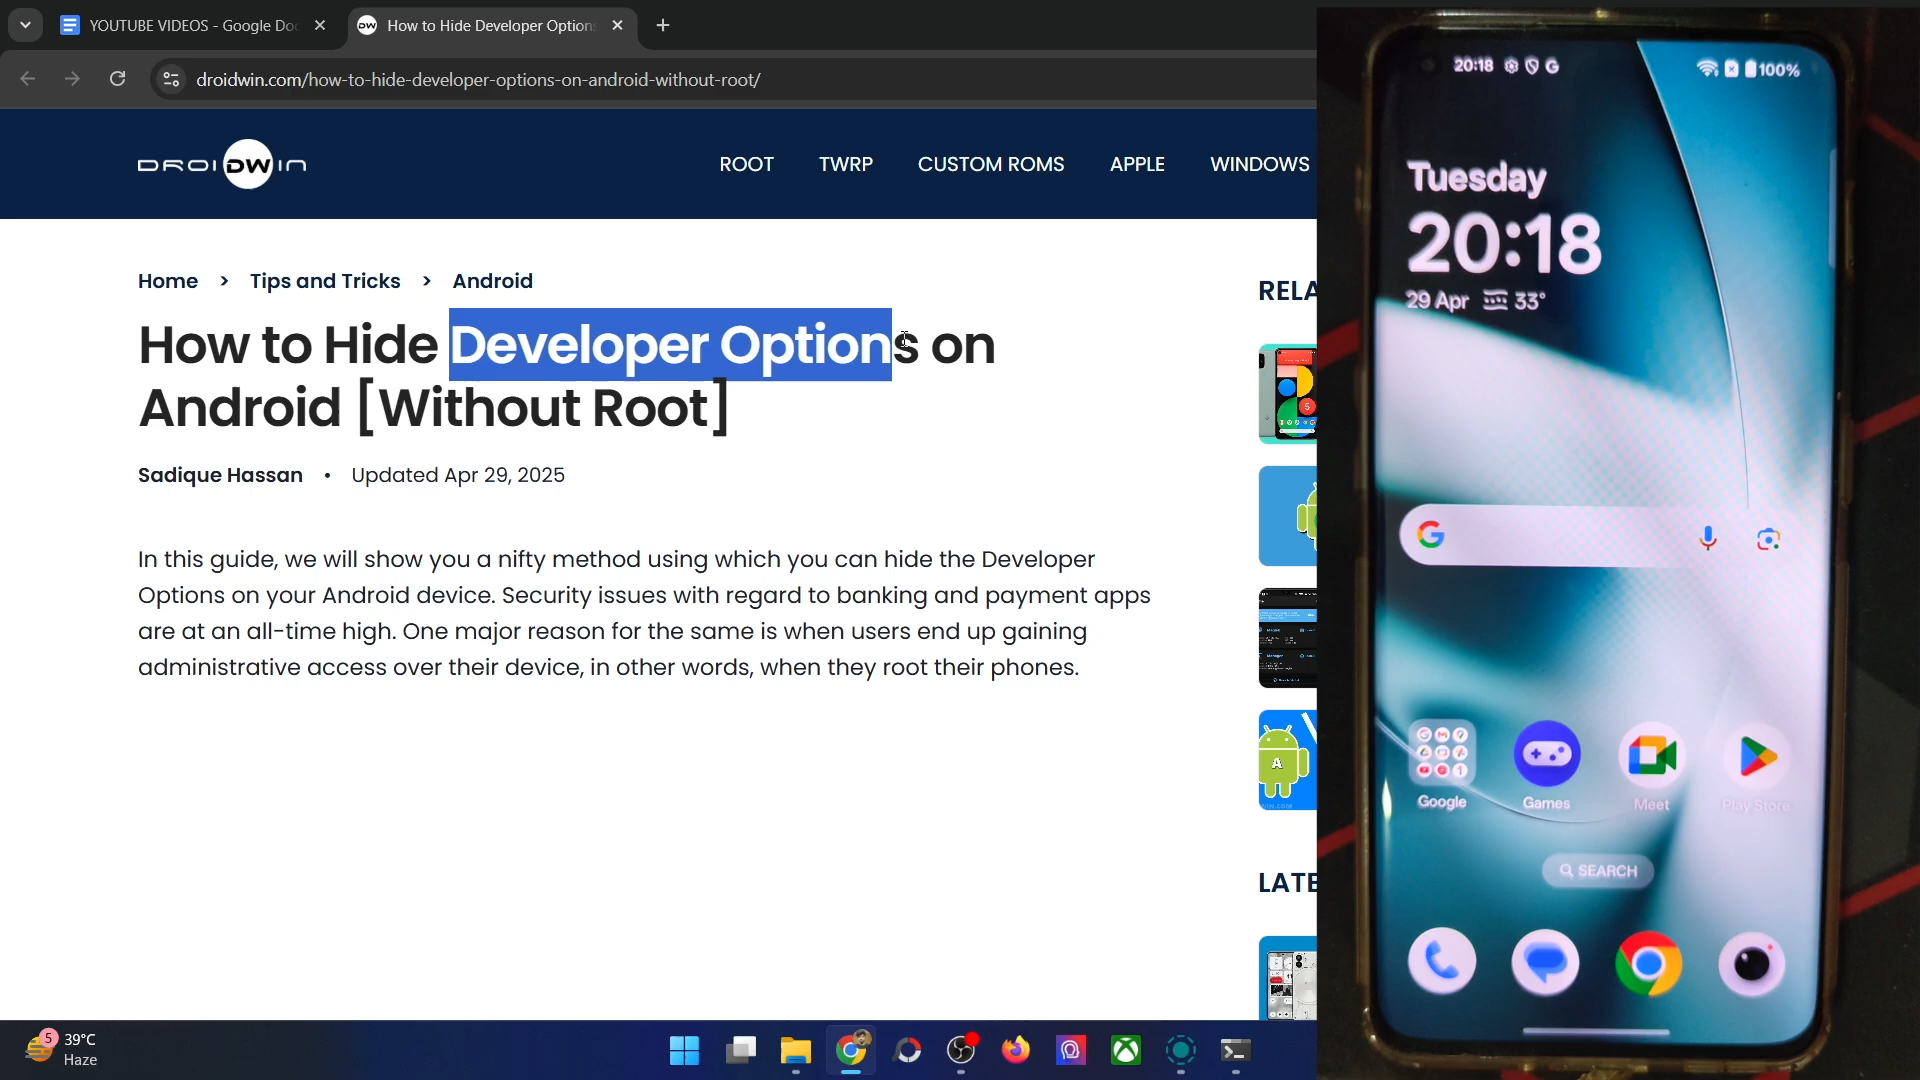 YOUTUBE VIDEOS - Google Do
How to Hide Developer Option
droidwin.com/how-to-hide-developer-options-on-android-without-root/
DROIDWIN
ROOT
TWRP
CUSTOM ROMS
APPLE
WINDOWS
Home > Tips and Tricks > Android
How to Hide Developer Options on
Android [Without Root]
Sadique Hassan • Updated Apr 29, 2025
In this guide, we will show you a nifty method using which you can hide the Developer
Options on your Android device. Security issues with regard to banking and payment apps
are at an all-time high. One major reason for the same is when users end up gaining
administrative access over their device, in other words, when they root their phones.
RELA
LATE
5
39°C
Haze
20:18
100%
Tuesday
20:18
29 Apr 33°
Google
Games
Meet
Play Store
SEARCH